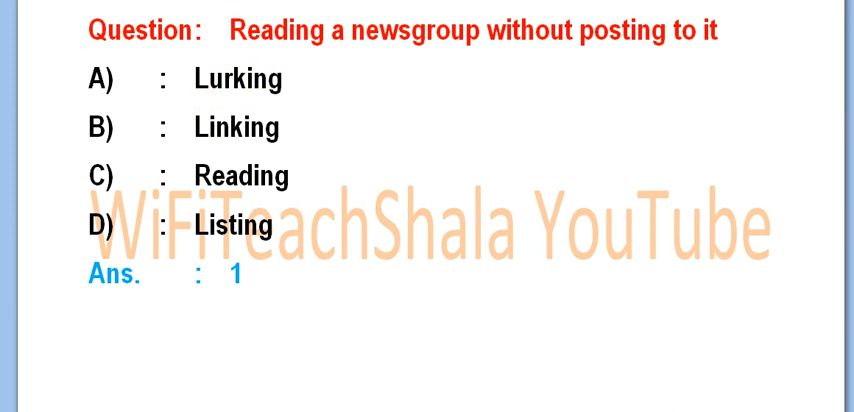 Question: Reading a newsgroup without posting to it
A) : Lurking
B) : Linking
C) : Reading
D) : Listing
WiFiTeachShala YouTube
Ans. : 1